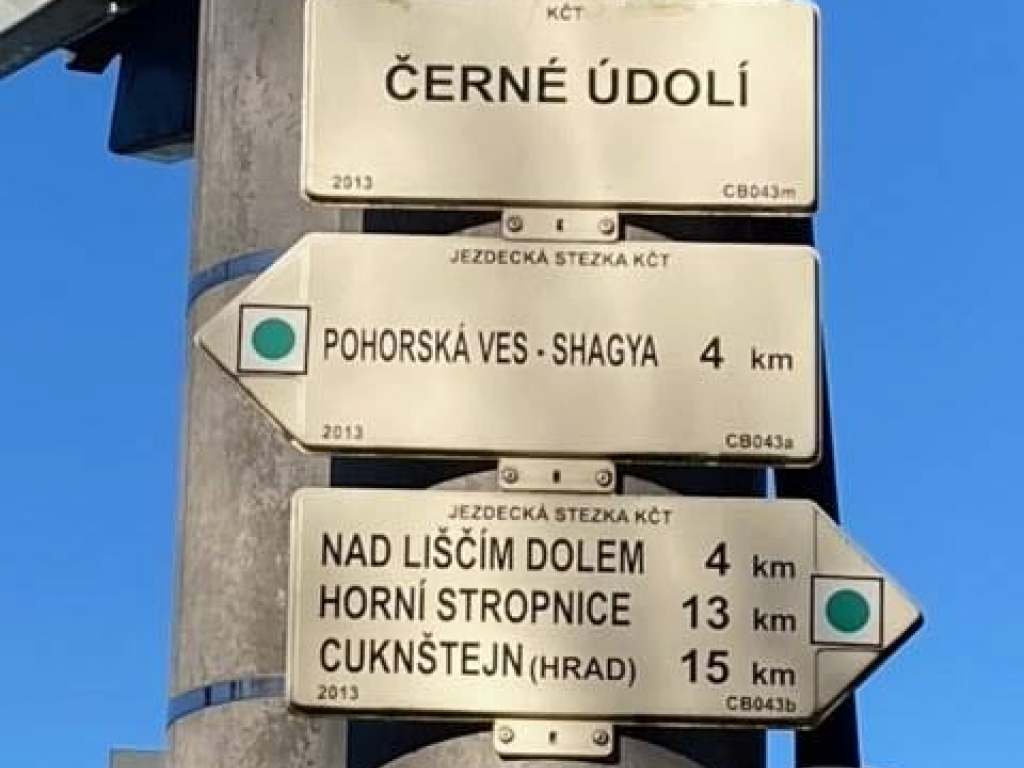 KČT
ČERNÉ ÚDOLÍ
2013 CB043m
JEZDECKÁ STEZKA KČT
POHORSKÁ VES - SHAGYA 4 km
2013 CB043a
JEZDECKÁ STEZKA KČT
NAD LIŠČÍM DOLEM 4 km
HORNÍ STROPNICE 13 km
CUKNŠTEJN (HRAD) 15 km
2013 CB043b